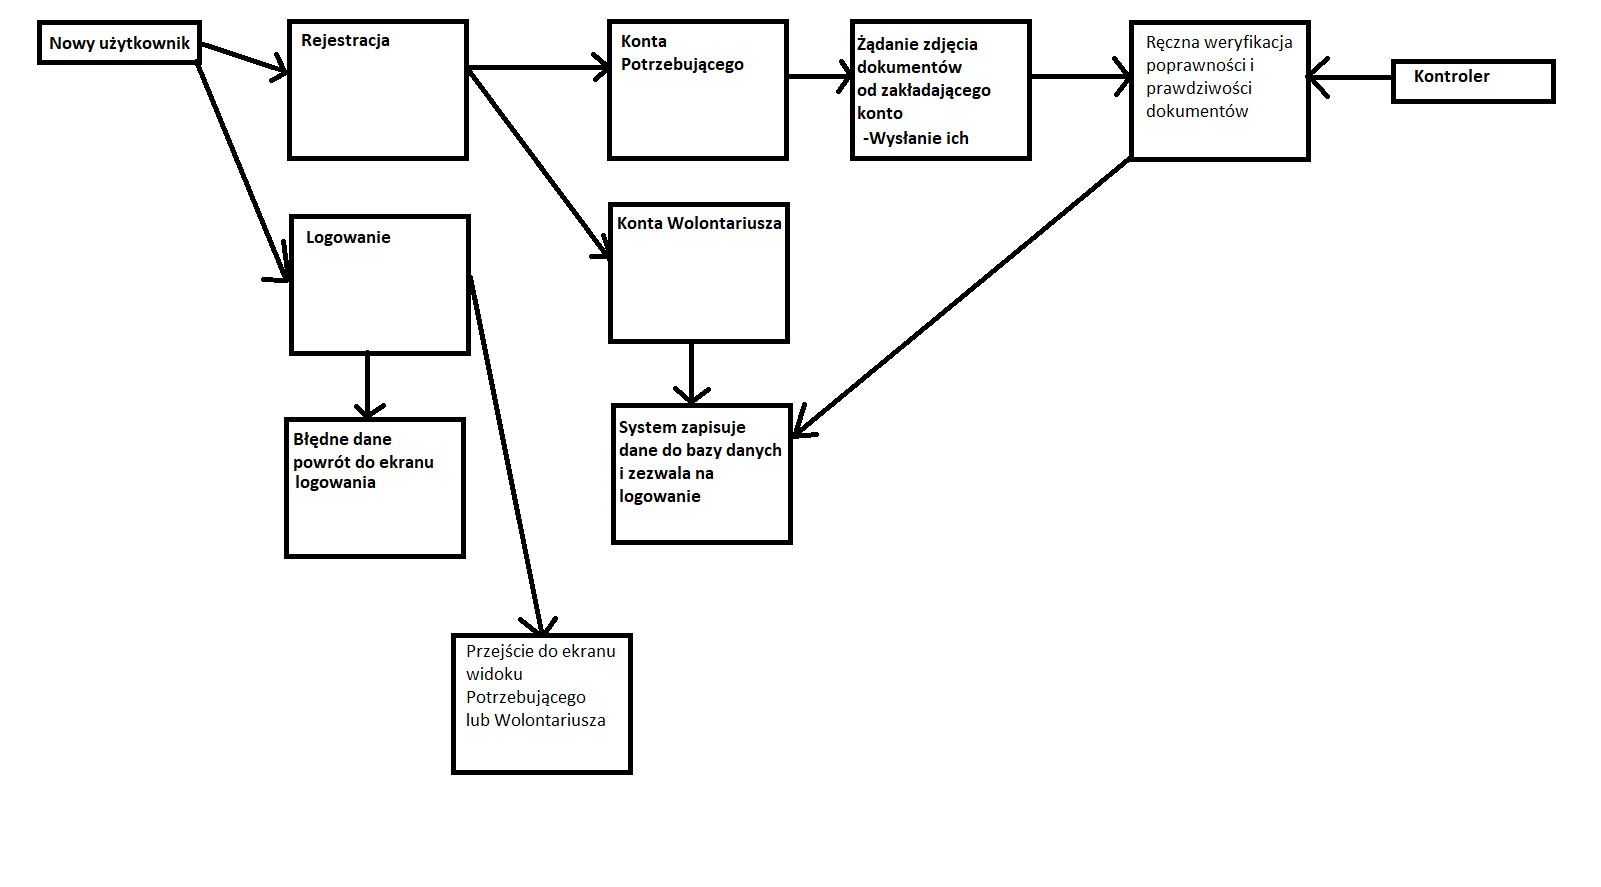 Nowy użytkownik
Rejestracja
Konta
Potrzebującego
Żądanie zdjęcia
dokumentów
od zakładającego
konto
-Wysłanie ich
Ręczna weryfikacja
poprawności i
prawdziwości
dokumentów
Kontroler
Logowanie
Konta Wolontariusza
Błędne dane
powrót do ekranu
logowania
System zapisuje
dane do bazy danych
i zezwala na
logowanie
Przejście do ekranu
widoku
Potrzebującego
lub Wolontariusza